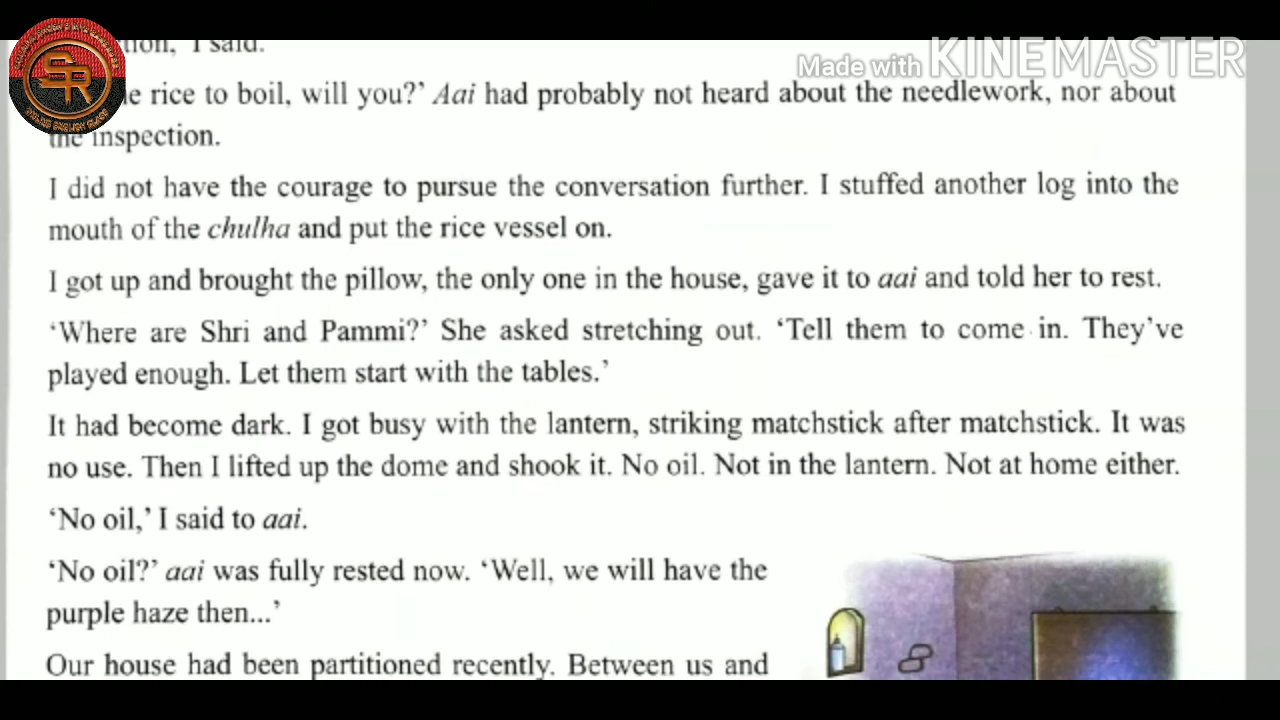 Made with KINEMASTER
SR
ONLINE ENGLISH CLASS
I said.
rice to boil, will you?’ Aai had probably not heard about the needlework, nor about
the inspection.
I did not have the courage to pursue the conversation further. I stuffed another log into the
mouth of the chulha and put the rice vessel on.
I got up and brought the pillow, the only one in the house, gave it to aai and told her to rest.
‘Where are Shri and Pammi?’ She asked stretching out. ‘Tell them to come in. They’ve
played enough. Let them start with the tables.’
It had become dark. I got busy with the lantern, striking matchstick after matchstick. It was
no use. Then I lifted up the dome and shook it. No oil. Not in the lantern. Not at home either.
‘No oil,’ I said to aai.
‘No oil?’ aai was fully rested now. ‘Well, we will have the
purple haze then...’
Our house had been partitioned recently. Between us and